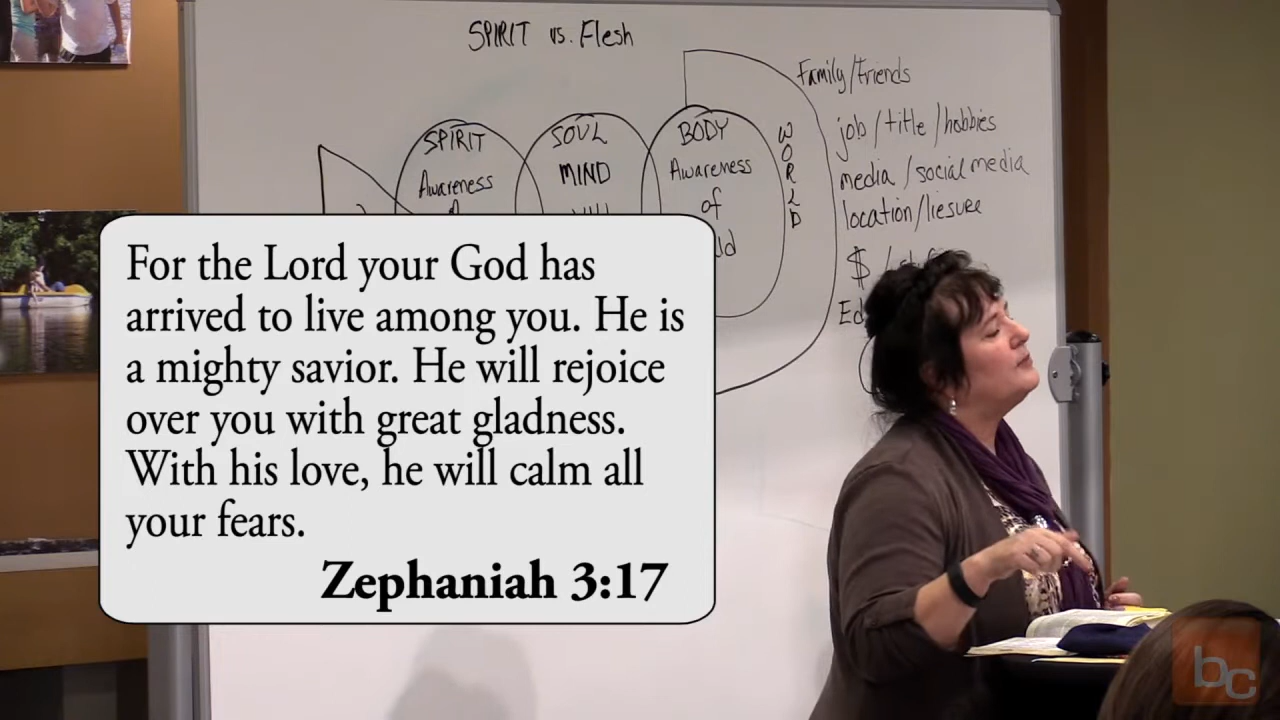 SPIRIT vs. Flesh
Family/Friends
job/title/hobbies
media/social media
location/liesure
$
SPIRIT
Awareness
SOUL
MIND
BODY
Awareness
of
WORLD
For the Lord your God has
arrived to live among you. He is
a mighty savior. He will rejoice
over you with great gladness.
With his love, he will calm all
your fears.
Zephaniah 3:17
bc